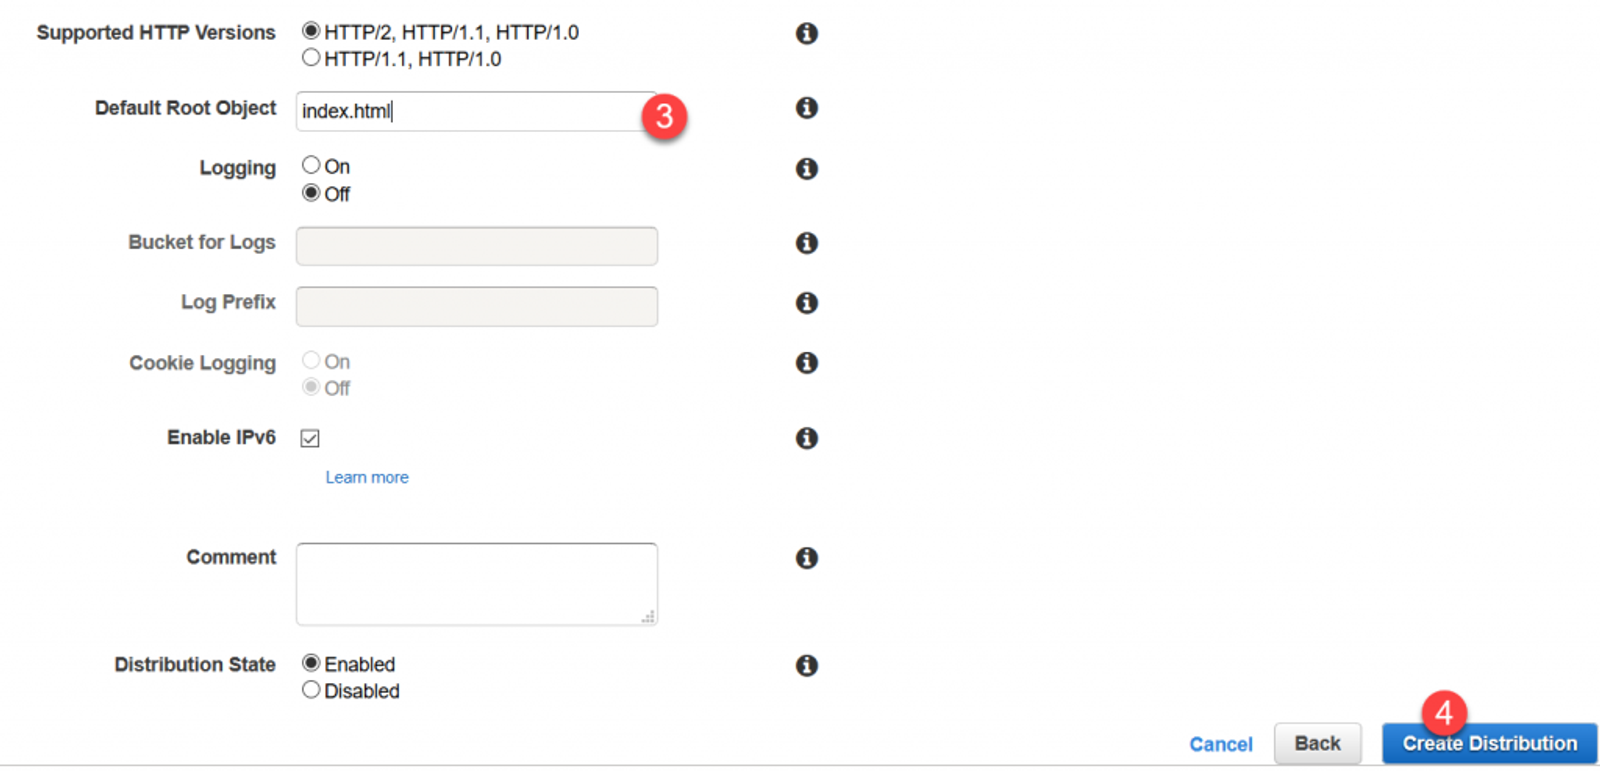 Supported HTTP Versions
HTTP/2, HTTP/1.1, HTTP/1.0
HTTP/1.1, HTTP/1.0
Default Root Object
index.html
3
Logging
On
Off
Bucket for Logs
Log Prefix
Cookie Logging
On
Off
Enable IPv6
Learn more
Comment
Distribution State
Enabled
Disabled
4
Cancel
Back
Create Distribution